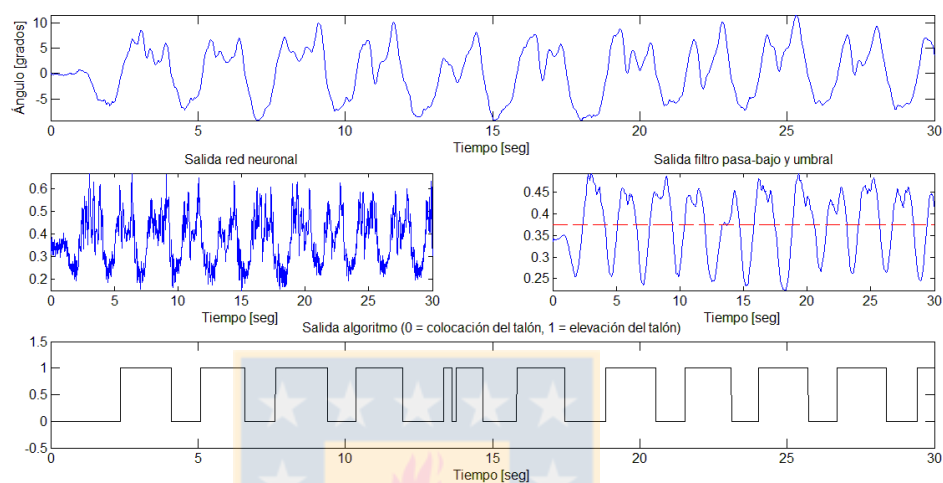 Ángulo [grados]
10
5
0
-5
0 5 10 15 20 25 30
Tiempo [seg]
Salida red neuronal
0.6
0.5
0.4
0.3
0.2
0 5 10 15 20 25 30
Tiempo [seg]
Salida filtro pasa-bajo y umbral
0.45
0.4
0.35
0.3
0.25
0 5 10 15 20 25 30
Tiempo [seg]
Salida algoritmo (0 = colocación del talón, 1 = elevación del talón)
1.5
1
0.5
0
-0.5
0 5 10 15 20 25 30
Tiempo [seg]